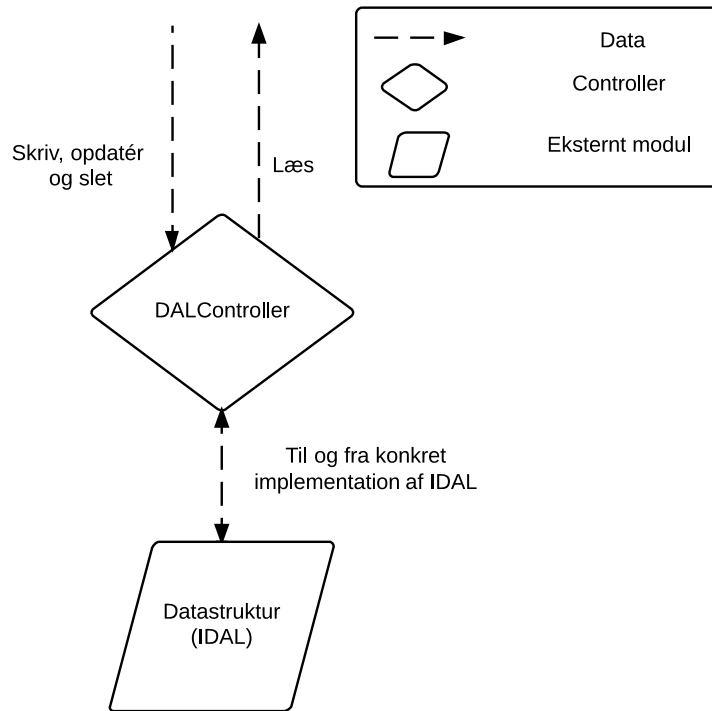 Data
Controller
Eksternt modul
Skriv, opdatér
og slet
Læs
DALController
Til og fra konkret
implementation af IDAL
Datastruktur
(IDAL)